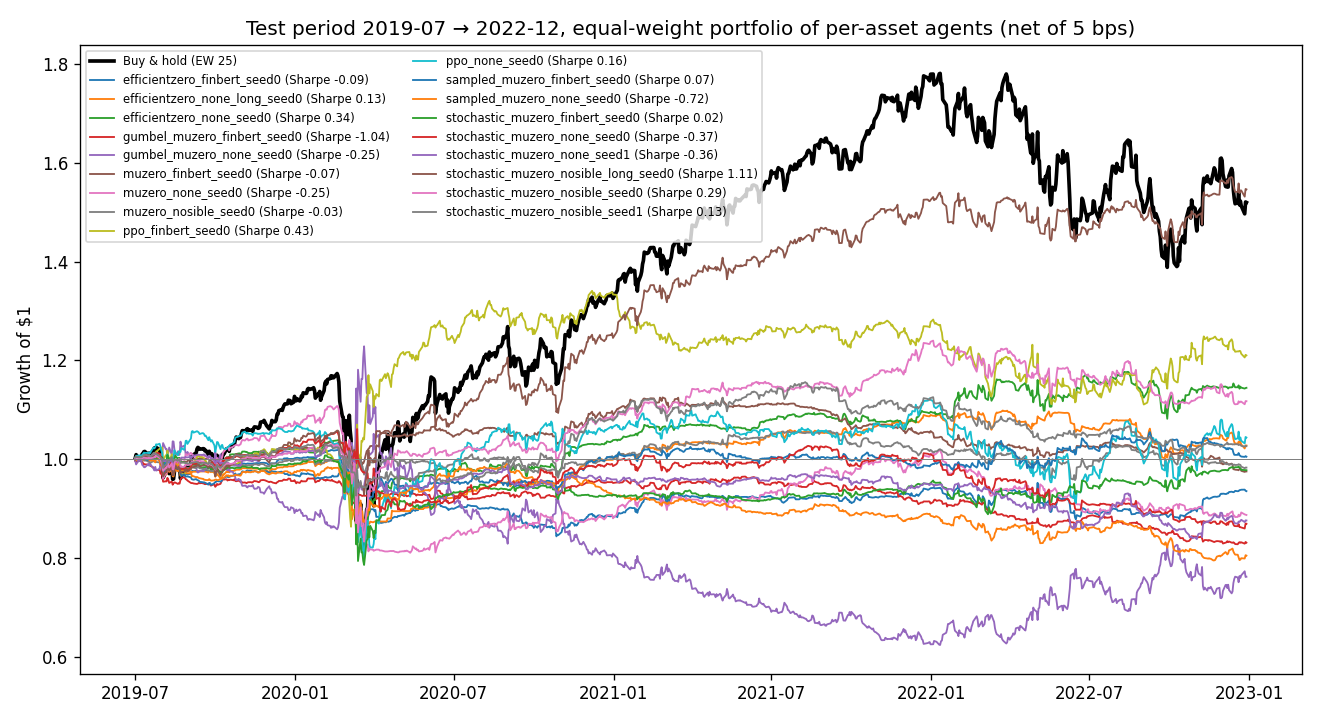 Test period 2019-07 → 2022-12, equal-weight portfolio of per-asset agents (net of 5 bps)
Buy & hold (EW 25)
efficientzero_finbert_seed0 (Sharpe -0.09)
efficientzero_none_long_seed0 (Sharpe 0.13)
efficientzero_none_seed0 (Sharpe 0.34)
gumbel_muzero_finbert_seed0 (Sharpe -1.04)
gumbel_muzero_none_seed0 (Sharpe -0.25)
muzero_finbert_seed0 (Sharpe -0.07)
muzero_none_seed0 (Sharpe -0.25)
muzero_nosible_seed0 (Sharpe -0.03)
ppo_finbert_seed0 (Sharpe 0.43)
ppo_none_seed0 (Sharpe 0.16)
sampled_muzero_finbert_seed0 (Sharpe 0.07)
sampled_muzero_none_seed0 (Sharpe -0.72)
stochastic_muzero_finbert_seed0 (Sharpe 0.02)
stochastic_muzero_none_seed0 (Sharpe -0.37)
stochastic_muzero_none_seed1 (Sharpe -0.36)
stochastic_muzero_nosible_long_seed0 (Sharpe 1.11)
stochastic_muzero_nosible_seed0 (Sharpe 0.29)
stochastic_muzero_nosible_seed1 (Sharpe 0.13)
Growth of $1
1.8
1.6
1.4
1.2
1.0
0.8
0.6
2019-07
2020-01
2020-07
2021-01
2021-07
2022-01
2022-07
2023-01